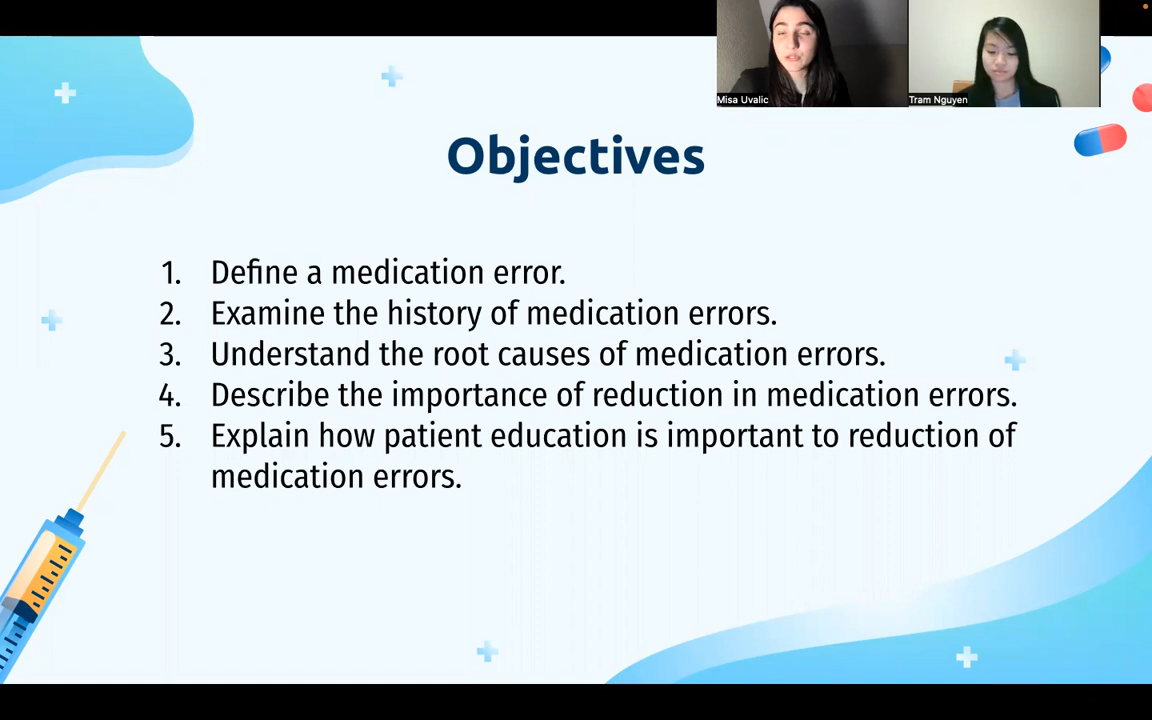 Misa Uvalic
Tram Nguyen
Objectives
1. Define a medication error.
2. Examine the history of medication errors.
3. Understand the root causes of medication errors.
4. Describe the importance of reduction in medication errors.
5. Explain how patient education is important to reduction of
medication errors.